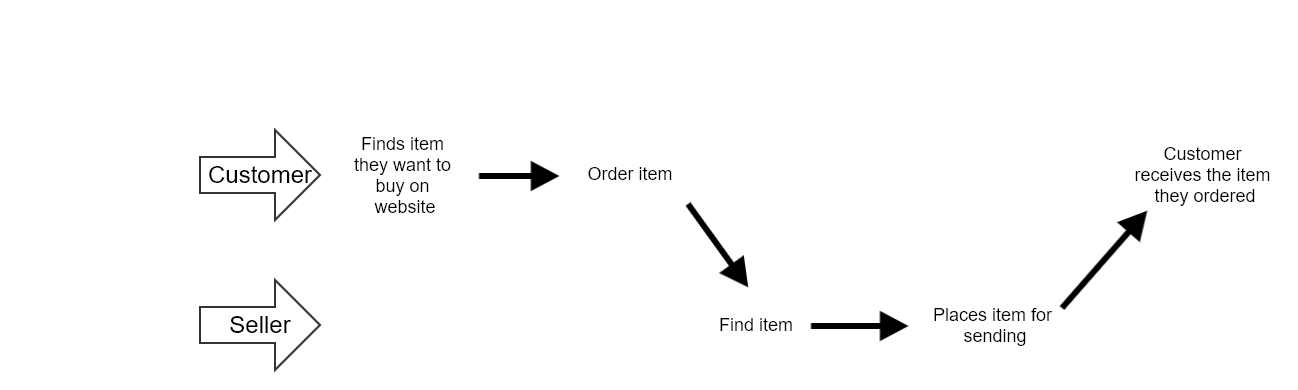 Customer
Finds item
they want to
buy on
website
Order item
Customer
receives the item
they ordered
Seller
Find item
Places item for
sending